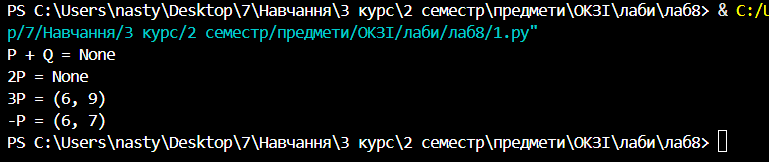 PS C:\Users\nasty\Desktop\7\Навчання\3 курс\2 семестр\предмети\ОКЗІ\лаби\лаб8> & C:/U
p/7/Навчання/3 курс/2 семестр/предмети/ОКЗІ/лаби/лаб8/1.py"
P + Q = None
2P = None
3P = (6, 9)
-P = (6, 7)
PS C:\Users\nasty\Desktop\7\Навчання\3 курс\2 семестр\предмети\ОКЗІ\лаби\лаб8>